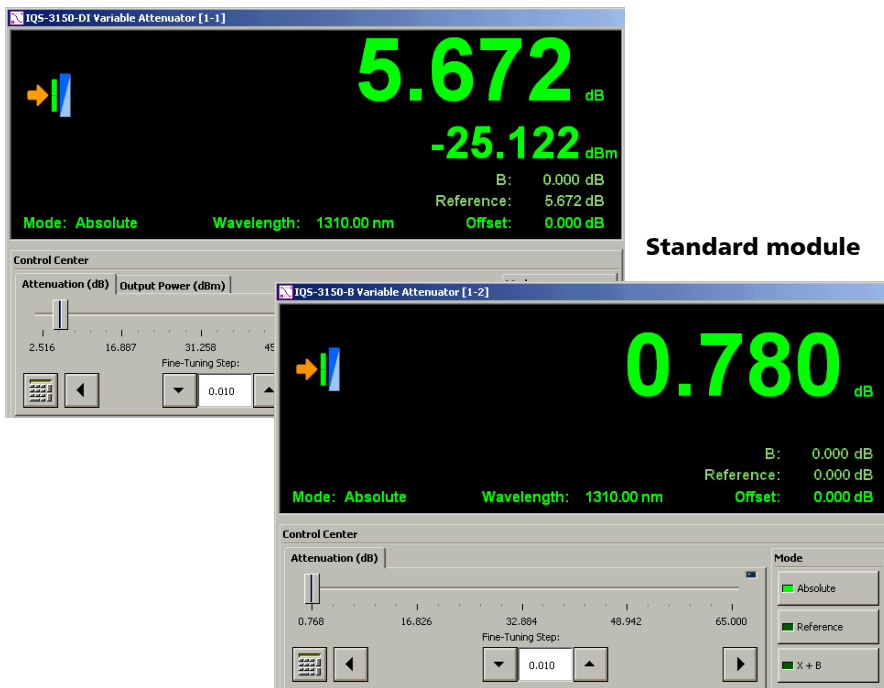 IQS-3150-DI Variable Attenuator [1-1]
5.672 dB
-25.122 dBm
B: 0.000 dB
Reference: 5.672 dB
Mode: Absolute Wavelength: 1310.00 nm Offset: 0.000 dB
Standard module
Control Center
Attenuation (dB) Output Power (dBm)
2.516 16.887 31.258 45
Fine-Tuning Step:
0.010
IQS-3150-B Variable Attenuator [1-2]
0.780 dB
B: 0.000 dB
Reference: 0.000 dB
Mode: Absolute Wavelength: 1310.00 nm Offset: 0.000 dB
Control Center
Attenuation (dB)
Mode
Absolute
0.768 16.826 32.884 48.942 65.000
Reference
Fine-Tuning Step:
0.010
X + B